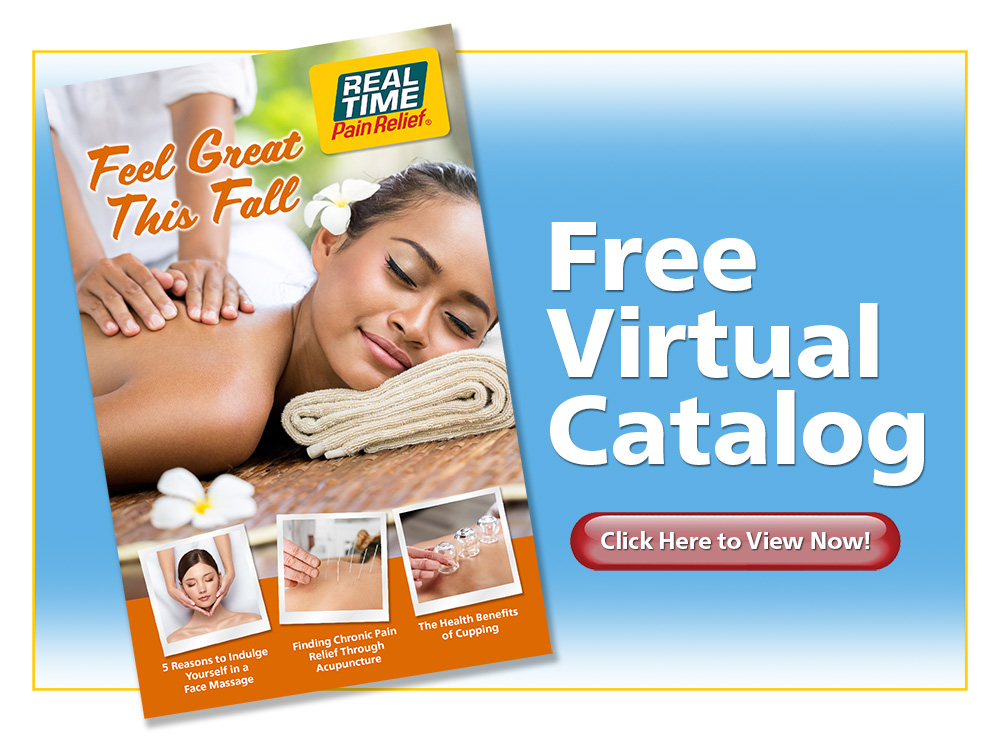 REAL
TIME
Pain Relief®
Feel Great
This Fall
5 Reasons to Indulge
Yourself in a
Face Massage
Finding Chronic Pain
Relief Through
Acupuncture
The Health Benefits
of Cupping
Free
Virtual
Catalog
Click Here to View Now!